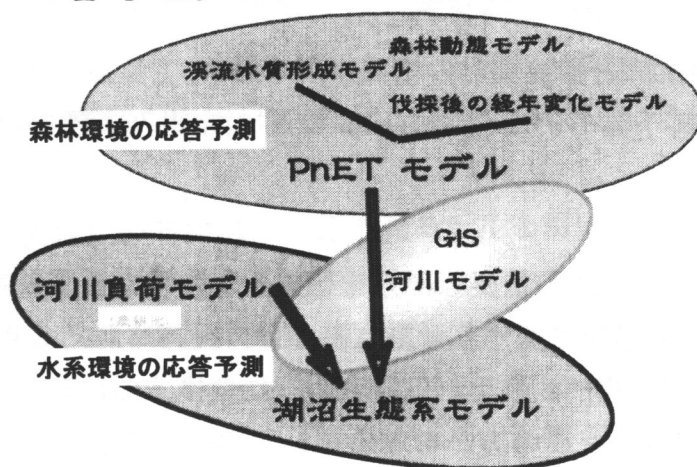 森林動態モデル
渓流水質形成モデル
伐採後の経年変化モデル
森林環境の応答予測
PnET モデル
GIS
河川モデル
河川負荷モデル
水系環境の応答予測
湖沼生態系モデル